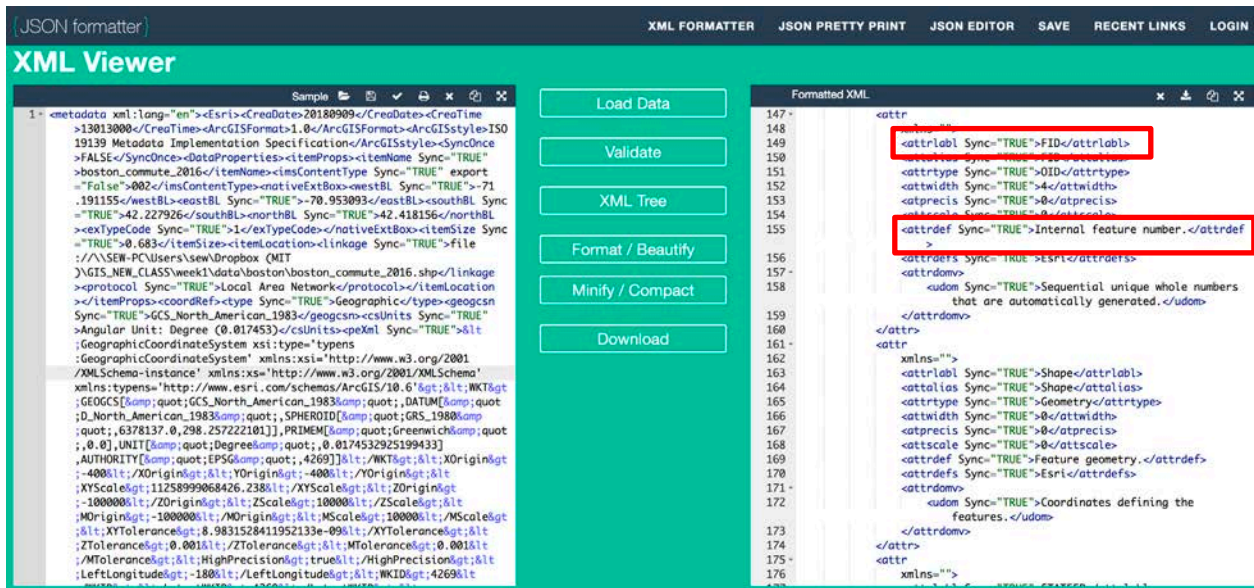 {JSON formatter}
XML FORMATTER JSON PRETTY PRINT JSON EDITOR SAVE RECENT LINKS LOGIN
XML Viewer
Sample
1 <metadata xml:lang="en"><Esri><CreaDate>20180909</CreaDate><CreaTime
>13013000</CreaTime><ArcGISFormat>1.0</ArcGISFormat><ArcGISstyle>ISO
19139 Metadata Implementation Specification</ArcGISstyle><SyncOnce
>FALSE</SyncOnce><DataProperties><itemProps><itemName Sync="TRUE"
>boston_commute_2016</itemName><imsContentType Sync="TRUE" export
="False">002</imsContentType><nativeExtBox><westBL Sync="TRUE">-71
.191155</westBL><eastBL Sync="TRUE">-70.953093</eastBL><southBL Sync
="TRUE">42.227926</southBL><northBL Sync="TRUE">42.418156</northBL
><exTypeCode Sync="TRUE">1</exTypeCode></nativeExtBox><itemSize Sync
="TRUE">0.683</itemSize><itemLocation><linkage Sync="TRUE">file
://\\SEW-PC\Users\sew\Dropbox (MIT
)\GIS_NEW_CLASS\week1\data\boston\boston_commute_2016.shp</linkage
><protocol Sync="TRUE">Local Area Network</protocol></itemLocation
></itemProps><coordRef><type Sync="TRUE">Geographic</type><geogcsn
Sync="TRUE">GCS_North_American_1983</geogcsn><csUnits Sync="TRUE"
>Angular Unit: Degree (0.017453)</csUnits><peXml Sync="TRUE">&lt
;GeographicCoordinateSystem xsi:type='typens
:GeographicCoordinateSystem' xmlns:xsi='http://www.w3.org/2001
/XMLSchema-instance' xmlns:xs='http://www.w3.org/2001/XMLSchema'
xmlns:typens='http://www.esri.com/schemas/ArcGIS/10.6'&gt;&lt;WKT&gt
;GEOGCS[&amp;quot;GCS_North_American_1983&amp;quot;,DATUM[&amp;quot
;D_North_American_1983&amp;quot;,SPHEROID[&amp;quot;GRS_1980&amp
;quot;,6378137.0,298.257222101]],PRIMEM[&amp;quot;Greenwich&amp;quot
;,0.0],UNIT[&amp;quot;Degree&amp;quot;,0.0174532925199433]
,AUTHORITY[&amp;quot;EPSG&amp;quot;,4269]]&lt;/WKT&gt;&lt;XOrigin&gt
;-400&lt;/XOrigin&gt;&lt;YOrigin&gt;-400&lt;/YOrigin&gt;&lt
;XYScale&gt;11258999068426.238&lt;/XYScale&gt;&lt;ZOrigin&gt
;-100000&lt;/ZOrigin&gt;&lt;ZScale&gt;10000&lt;/ZScale&gt;&lt
;MOrigin&gt;-100000&lt;/MOrigin&gt;&lt;MScale&gt;10000&lt;/MScale&gt
;&lt;XYTolerance&gt;8.9831528411952133e-09&lt;/XYTolerance&gt;&lt
;ZTolerance&gt;0.001&lt;/ZTolerance&gt;&lt;MTolerance&gt;0.001&lt
;/MTolerance&gt;&lt;HighPrecision&gt;true&lt;/HighPrecision&gt;&lt
;LeftLongitude&gt;-180&lt;/LeftLongitude&gt;&lt;WKID&gt;4269&lt
Load Data
Validate
XML Tree
Format / Beautify
Minify / Compact
Download
Formatted XML
147 <attr
148 xmlns="">
149 <attrlabl Sync="TRUE">FID</attrlabl>
150 <attalias Sync="TRUE">FID</attalias>
151 <attrtype Sync="TRUE">OID</attrtype>
152 <attwidth Sync="TRUE">4</attwidth>
153 <atprecis Sync="TRUE">0</atprecis>
154 <attscale Sync="TRUE">0</attscale>
155 <attrdef Sync="TRUE">Internal feature number.</attrdef
>
156 <attrdefs Sync="TRUE">Esri</attrdefs>
157 <attrdomv>
158 <udom Sync="TRUE">Sequential unique whole numbers
that are automatically generated.</udom>
159 </attrdomv>
160 </attr>
161 <attr
162 xmlns="">
163 <attrlabl Sync="TRUE">Shape</attrlabl>
164 <attalias Sync="TRUE">Shape</attalias>
165 <attrtype Sync="TRUE">Geometry</attrtype>
166 <attwidth Sync="TRUE">0</attwidth>
167 <atprecis Sync="TRUE">0</atprecis>
168 <attscale Sync="TRUE">0</attscale>
169 <attrdef Sync="TRUE">Feature geometry.</attrdef>
170 <attrdefs Sync="TRUE">Esri</attrdefs>
171 <attrdomv>
172 <udom Sync="TRUE">Coordinates defining the
features.</udom>
173 </attrdomv>
174 </attr>
175 <attr
176 xmlns="">